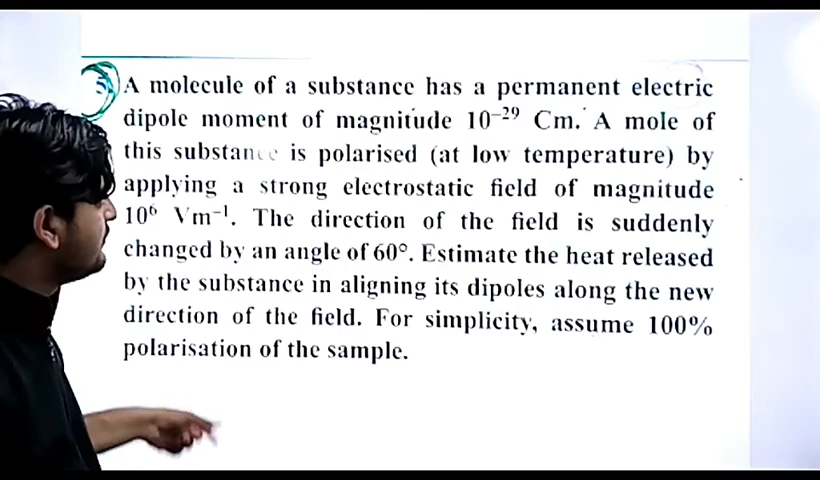 5. A molecule of a substance has a permanent electric
dipole moment of magnitude 10⁻²⁹ Cm. A mole of
this substance is polarised (at low temperature) by
applying a strong electrostatic field of magnitude
10⁶ Vm⁻¹. The direction of the field is suddenly
changed by an angle of 60°. Estimate the heat released
by the substance in aligning its dipoles along the new
direction of the field. For simplicity, assume 100%
polarisation of the sample.